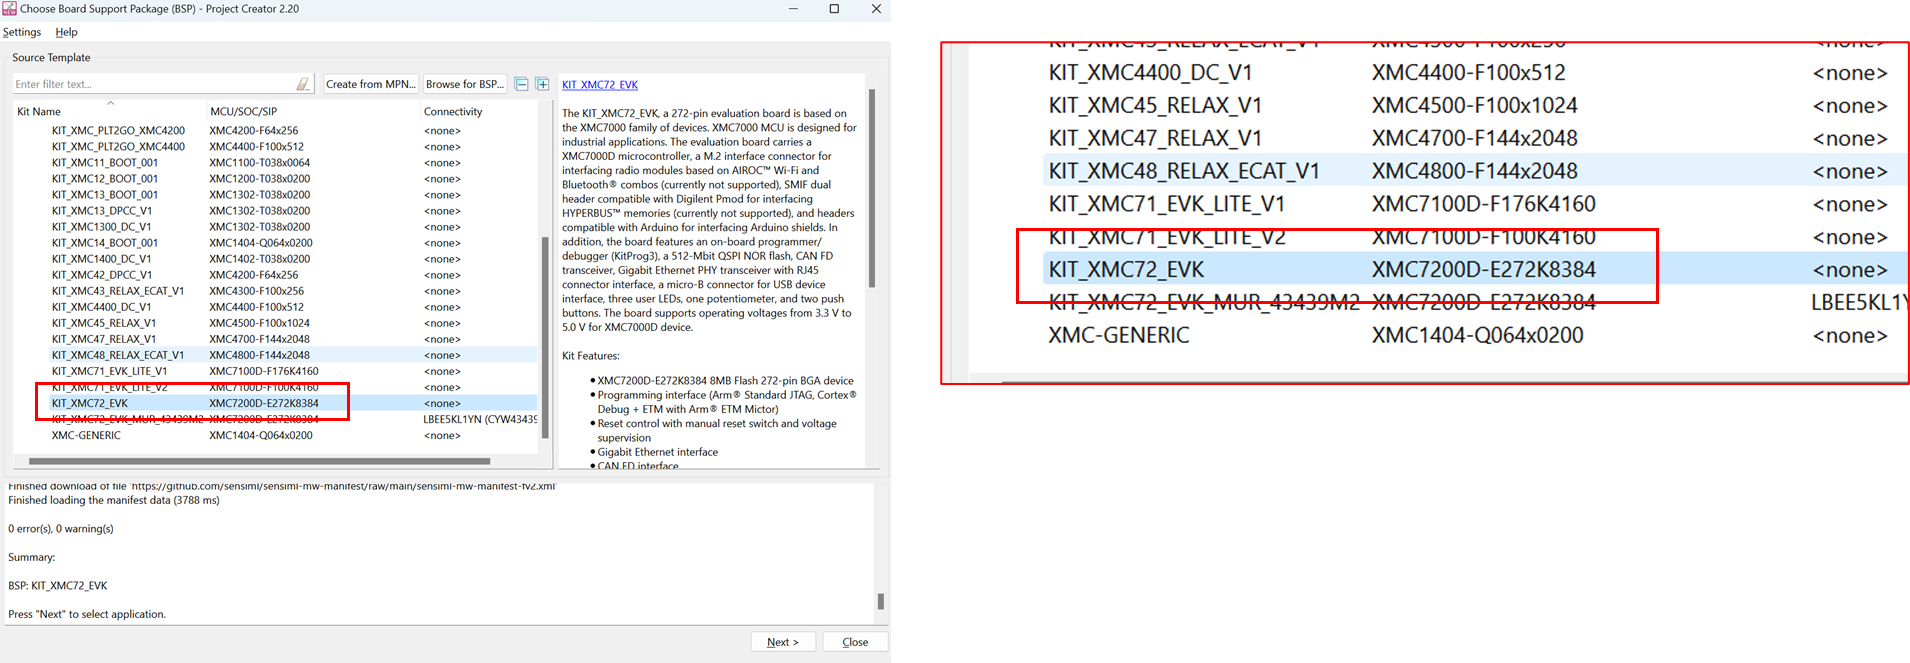 Choose Board Support Package (BSP) - Project Creator 2.20
Settings Help
Source Template
Enter filter text... Create from MPN... Browse for BSP...
Kit Name MCU/SOC/SIP Connectivity
KIT_XMC_PLT2GO_XMC4200 XMC4200-F64x256 <none>
KIT_XMC_PLT2GO_XMC4400 XMC4400-F100x512 <none>
KIT_XMC11_BOOT_001 XMC1100-T038x0064 <none>
KIT_XMC12_BOOT_001 XMC1200-T038x0200 <none>
KIT_XMC13_BOOT_001 XMC1302-T038x0200 <none>
KIT_XMC13_DPCC_V1 XMC1302-T038x0200 <none>
KIT_XMC1300_DC_V1 XMC1302-T038x0200 <none>
KIT_XMC14_BOOT_001 XMC1404-Q064x0200 <none>
KIT_XMC1400_DC_V1 XMC1402-T038x0200 <none>
KIT_XMC42_DPCC_V1 XMC4200-F64x256 <none>
KIT_XMC43_RELAX_ECAT_V1 XMC4300-F100x256 <none>
KIT_XMC4400_DC_V1 XMC4400-F100x512 <none>
KIT_XMC45_RELAX_V1 XMC4500-F100x1024 <none>
KIT_XMC47_RELAX_V1 XMC4700-F144x2048 <none>
KIT_XMC48_RELAX_ECAT_V1 XMC4800-F144x2048 <none>
KIT_XMC71_EVK_LITE_V1 XMC7100D-F176K4160 <none>
KIT_XMC71_EVK_LITE_V2 XMC7100D-F100K4160 <none>
KIT_XMC72_EVK XMC7200D-E272K8384 <none>
KIT_XMC72_EVK_MUR_43439M2 XMC7200D-E272K8384 LBEE5KL1YN (CYW43439
XMC-GENERIC XMC1404-Q064x0200 <none>
KIT_XMC72_EVK
The KIT_XMC72_EVK, a 272-pin evaluation board is based on
the XMC7000 family of devices. XMC7000 MCU is designed for
industrial applications. The evaluation board carries a
XMC7000D microcontroller, a M.2 interface connector for
interfacing radio modules based on AIROC™ Wi-Fi and
Bluetooth® combos (currently not supported), SMIF dual
header compatible with Digilent Pmod for interfacing
HYPERBUS™ memories (currently not supported), and headers
compatible with Arduino for interfacing Arduino shields. In
addition, the board features an on-board programmer/
debugger (KitProg3), a 512-Mbit QSPI NOR flash, CAN FD
transceiver, Gigabit Ethernet PHY transceiver with RJ45
connector interface, a micro-B connector for USB device
interface, three user LEDs, one potentiometer, and two push
buttons. The board supports operating voltages from 3.3 V to
5.0 V for XMC7000D device.
Kit Features:
● XMC7200D-E272K8384 8MB Flash 272-pin BGA device
● Programming interface (Arm® Standard JTAG, Cortex®
Debug + ETM with Arm® ETM Mictor)
● Reset control with manual reset switch and voltage
supervision
● Gigabit Ethernet interface
● CAN FD interface
Finished download of file 'https://github.com/sensiml/sensiml-mw-manifest/raw/main/sensiml-mw-manifest-fv2.xml'
Finished loading the manifest data (3788 ms)
0 error(s), 0 warning(s)
Summary:
BSP: KIT_XMC72_EVK
Press "Next" to select application.
Next > Close
KIT_XMC43_RELAX_ECAT_V1 XMC4300-F100x256 <none>
KIT_XMC4400_DC_V1 XMC4400-F100x512 <none>
KIT_XMC45_RELAX_V1 XMC4500-F100x1024 <none>
KIT_XMC47_RELAX_V1 XMC4700-F144x2048 <none>
KIT_XMC48_RELAX_ECAT_V1 XMC4800-F144x2048 <none>
KIT_XMC71_EVK_LITE_V1 XMC7100D-F176K4160 <none>
KIT_XMC71_EVK_LITE_V2 XMC7100D-F100K4160 <none>
KIT_XMC72_EVK XMC7200D-E272K8384 <none>
KIT_XMC72_EVK_MUR_43439M2 XMC7200D-E272K8384 LBEE5KL1Y
XMC-GENERIC XMC1404-Q064x0200 <none>